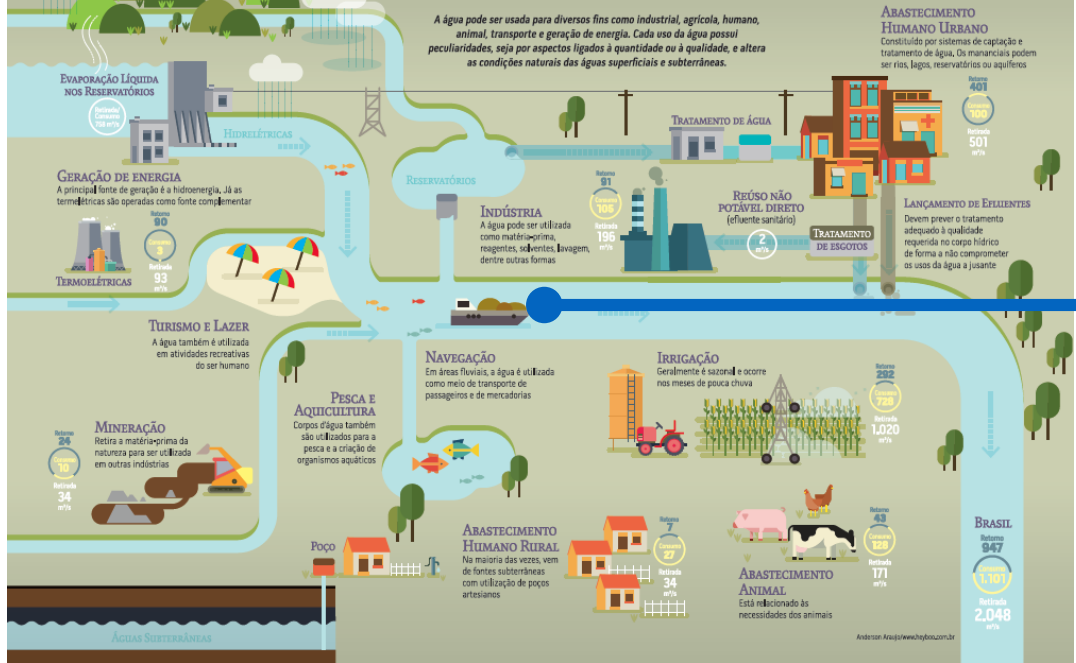 A água pode ser usada para diversos fins como industrial, agrícola, humano,
animal, transporte e geração de energia. Cada uso da água possui
peculiaridades, seja por aspectos ligados à quantidade ou à qualidade, e altera
as condições naturais das águas superficiais e subterrâneas.
Abastecimento
Humano Urbano
Constituído por sistemas de captação e
tratamento de água. Os mananciais podem
ser rios, lagos, reservatórios ou aquíferos
Retorno
401
Consumo
100
Retirada
501
m³/s
Evaporação Líquida
nos Reservatórios
Retirada/
Consumo
Hidrelétricas
Tratamento de Água
Geração de energia
A principal fonte de geração é a hidroenergia. Já as
termelétricas são operadas como fonte complementar
Retorno
90
Consumo
3
Retirada
93
m³/s
Termoelétricas
Reservatórios
Indústria
A água pode ser utilizada
como matéria-prima,
reagentes, solventes, lavagem,
dentre outras formas
Retorno
91
Consumo
105
Retirada
196
m³/s
Reúso não
potável direto
(efluente sanitário)
2
m³/s
Tratamento
de esgotos
Lançamento de Efluentes
Devem prever o tratamento
adequado à qualidade
requerida no corpo hídrico
de forma a não comprometer
os usos da água a jusante
Turismo e Lazer
A água também é utilizada
em atividades recreativas
do ser humano
Navegação
Em áreas fluviais, a água é utilizada
como meio de transporte de
passageiros e de mercadorias
Irrigação
Geralmente é sazonal e ocorre
nos meses de pouca chuva
Retorno
292
Consumo
728
Retirada
1.020
m³/s
Pesca e
Aquicultura
Corpos d'água também
são utilizados para a
pesca e a criação de
organismos aquáticos
Mineração
Retira a matéria-prima da
natureza para ser utilizada
em outras indústrias
Retorno
24
Consumo
10
Retirada
34
m³/s
Poço
Águas Subterrâneas
Abastecimento
Humano Rural
Na maioria das vezes, vem
de fontes subterrâneas
com utilização de poços
artesianos
Retorno
7
Consumo
27
Retirada
34
m³/s
Abastecimento
Animal
Está relacionado às
necessidades dos animais
Retorno
43
Consumo
128
Retirada
171
m³/s
Brasil
Retorno
947
Consumo
1.101
Retirada
2.048
m³/s
Anderson Araujo/www.heyboo.com.br